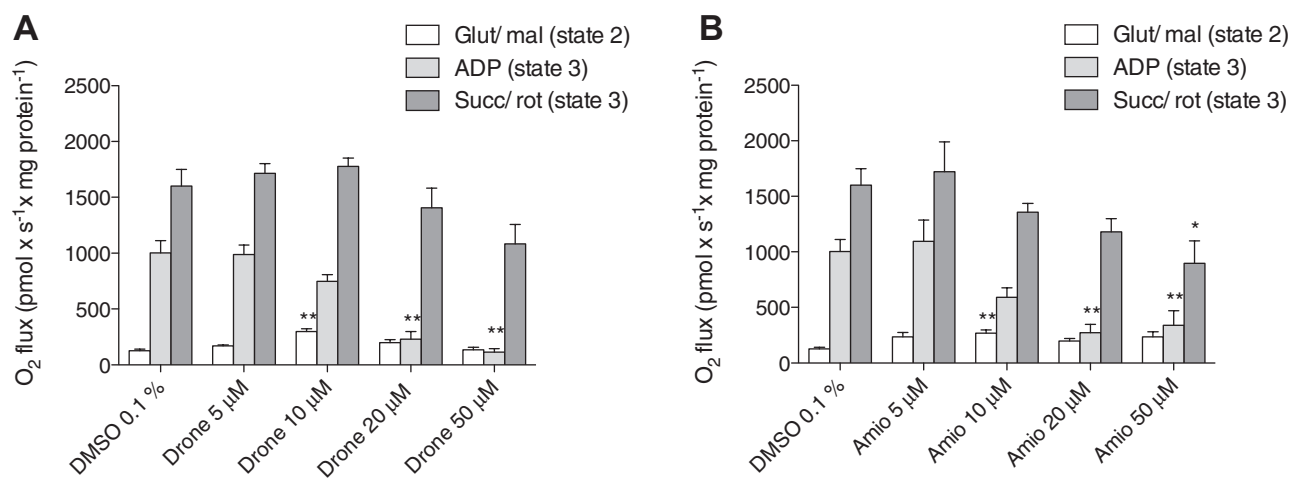 A
Glut/ mal (state 2)
ADP (state 3)
Succ/ rot (state 3)
O₂ flux (pmol x s⁻¹x mg protein⁻¹)
2500
2000
1500
1000
500
0
**
**
**
DMSO 0.1 %
Drone 5 µM
Drone 10 µM
Drone 20 µM
Drone 50 µM
B
Glut/ mal (state 2)
ADP (state 3)
Succ/ rot (state 3)
O₂ flux (pmol x s⁻¹x mg protein⁻¹)
2500
2000
1500
1000
500
0
**
**
**
*
DMSO 0.1 %
Amio 5 µM
Amio 10 µM
Amio 20 µM
Amio 50 µM